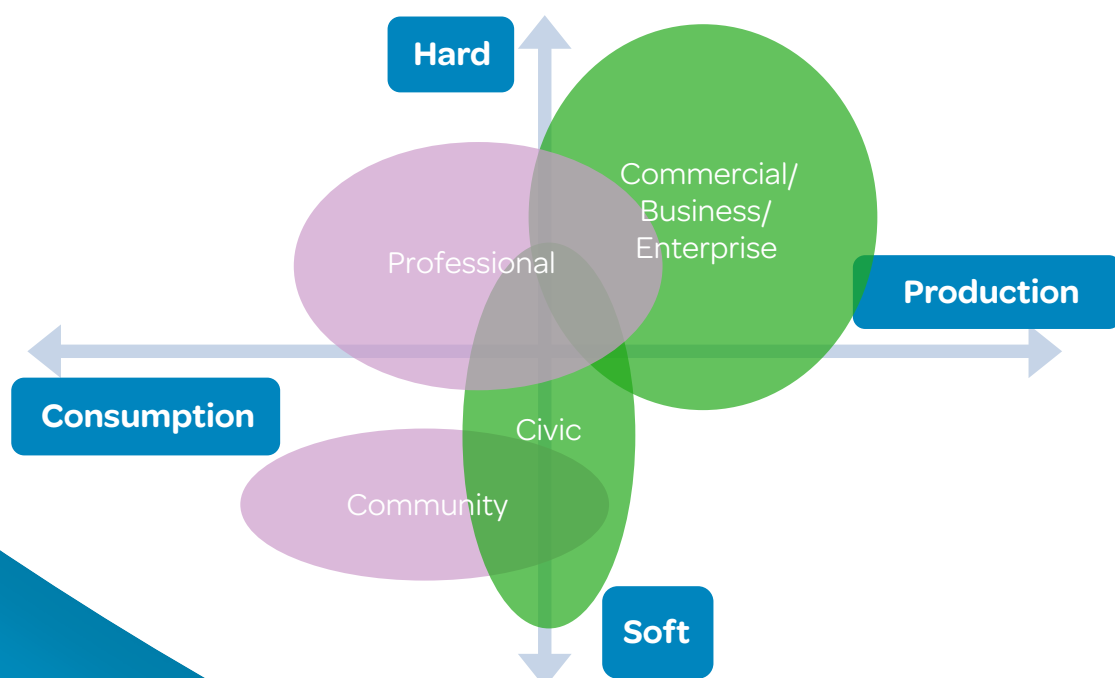 Hard
Commercial/
Business/
Enterprise
Professional
Production
Consumption
Civic
Community
Soft